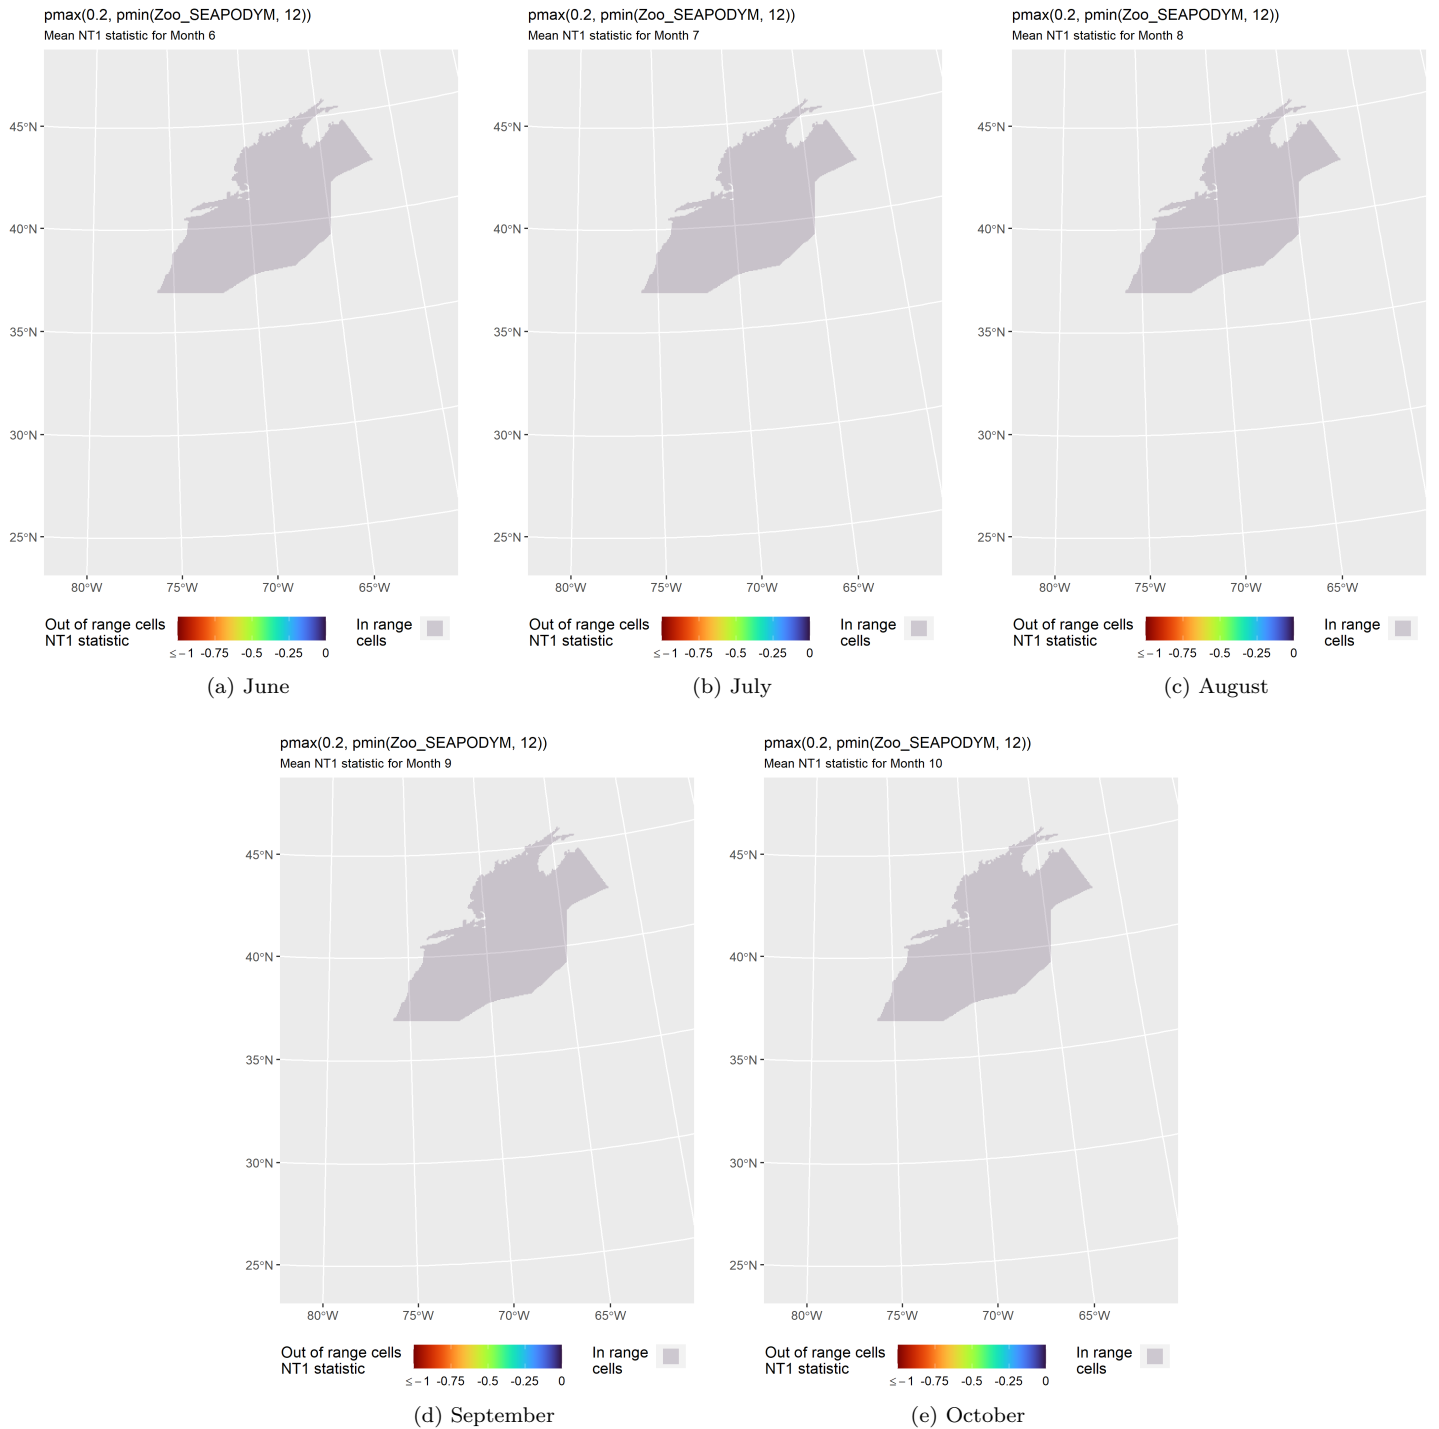 pmax(0.2, pmin(Zoo_SEAPODYM, 12))
Mean NT1 statistic for Month 6
45°N
40°N
35°N
30°N
25°N
80°W 75°W 70°W 65°W
Out of range cells
NT1 statistic
≤−1 -0.75 -0.5 -0.25 0
In range
cells
(a) June
pmax(0.2, pmin(Zoo_SEAPODYM, 12))
Mean NT1 statistic for Month 7
45°N
40°N
35°N
30°N
25°N
80°W 75°W 70°W 65°W
Out of range cells
NT1 statistic
≤−1 -0.75 -0.5 -0.25 0
In range
cells
(b) July
pmax(0.2, pmin(Zoo_SEAPODYM, 12))
Mean NT1 statistic for Month 8
45°N
40°N
35°N
30°N
25°N
80°W 75°W 70°W 65°W
Out of range cells
NT1 statistic
≤−1 -0.75 -0.5 -0.25 0
In range
cells
(c) August
pmax(0.2, pmin(Zoo_SEAPODYM, 12))
Mean NT1 statistic for Month 9
45°N
40°N
35°N
30°N
25°N
80°W 75°W 70°W 65°W
Out of range cells
NT1 statistic
≤−1 -0.75 -0.5 -0.25 0
In range
cells
(d) September
pmax(0.2, pmin(Zoo_SEAPODYM, 12))
Mean NT1 statistic for Month 10
45°N
40°N
35°N
30°N
25°N
80°W 75°W 70°W 65°W
Out of range cells
NT1 statistic
≤−1 -0.75 -0.5 -0.25 0
In range
cells
(e) October